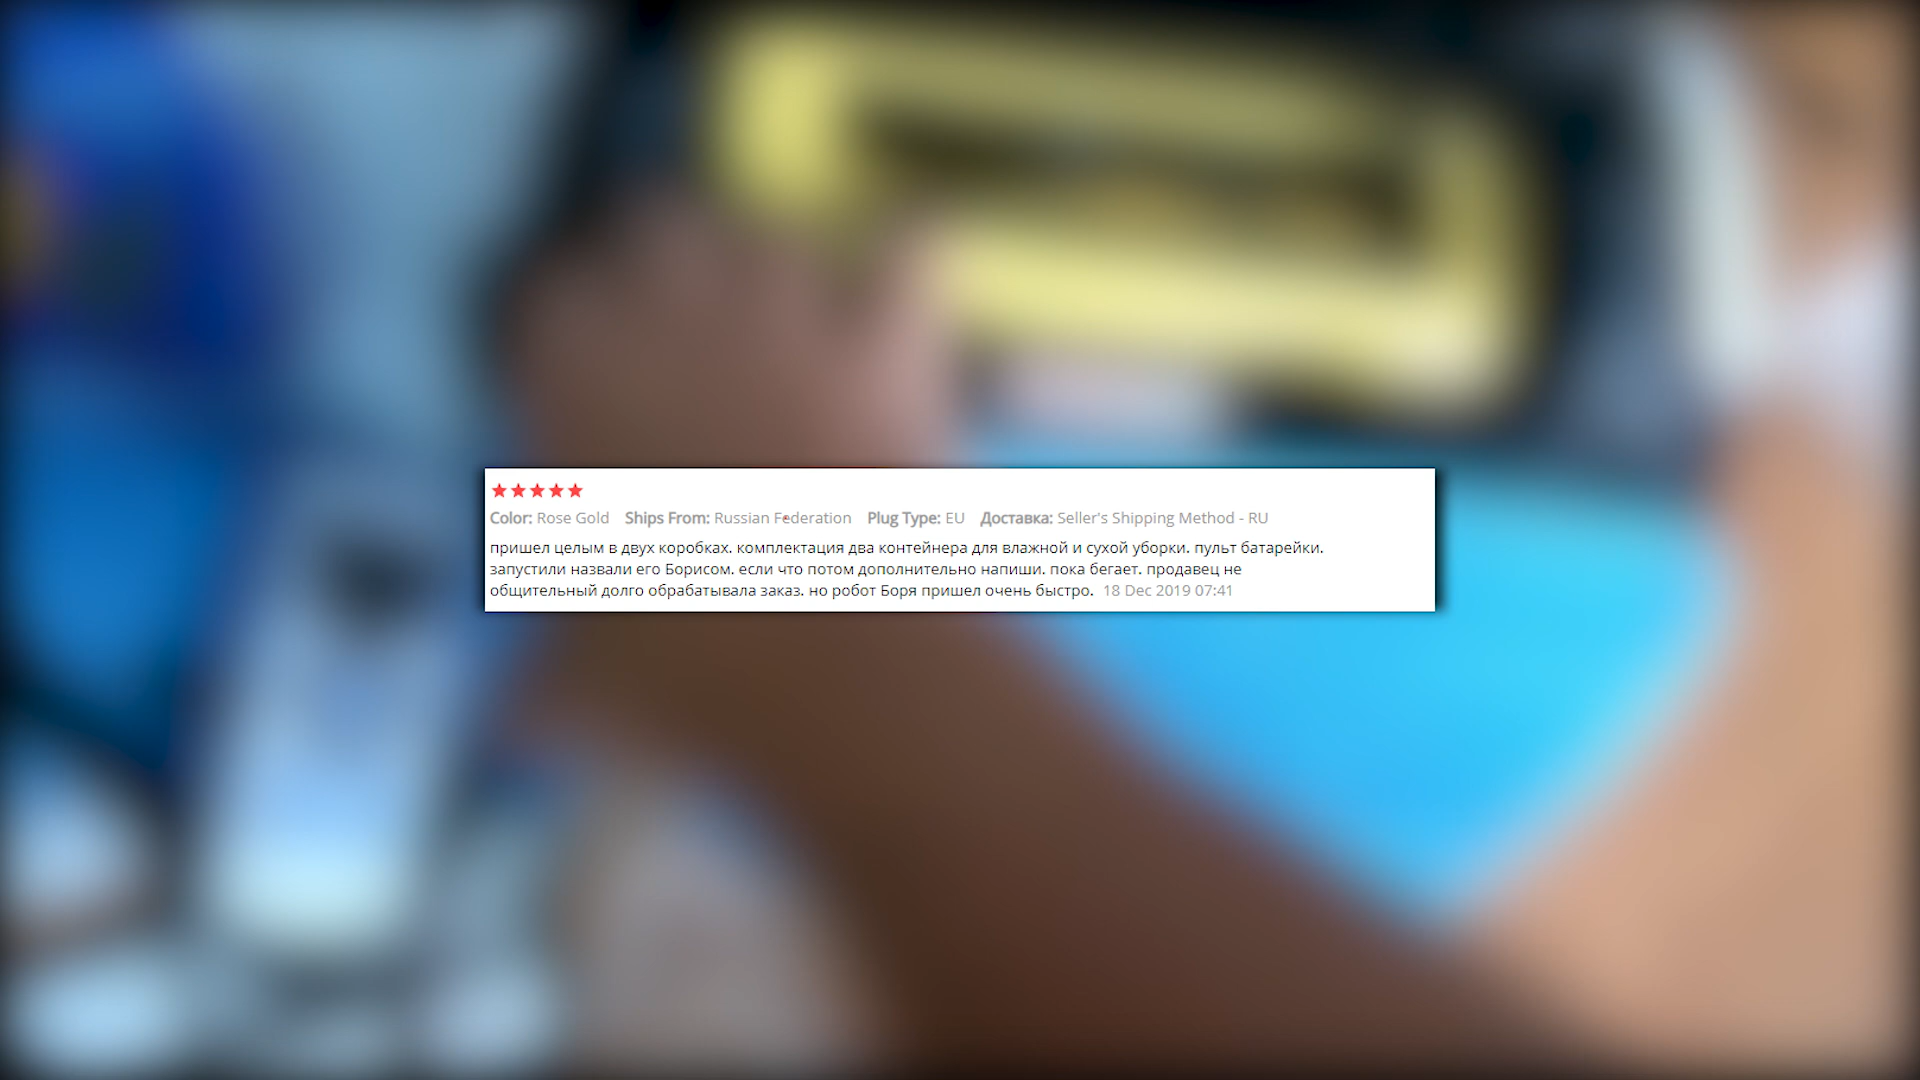 Color: Rose Gold Ships From: Russian Federation Plug Type: EU Доставка: Seller's Shipping Method - RU
пришел целым в двух коробках. комплектация два контейнера для влажной и сухой уборки. пульт батарейки.
запустили назвали его Борисом. если что потом дополнительно напиши. пока бегает. продавец не
общительный долго обрабатывала заказ. но робот Боря пришел очень быстро. 18 Dec 2019 07:41